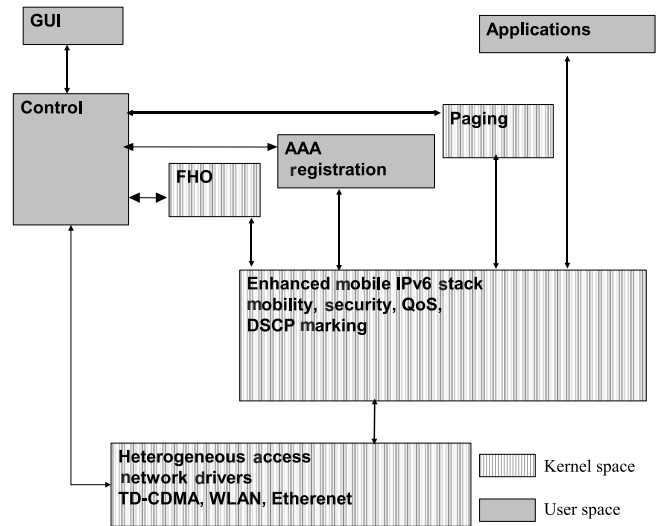 GUI
Applications
Control
Paging
AAA
registration
FHO
Enhanced mobile IPv6 stack
mobility, security, QoS,
DSCP marking
Heterogeneous access
network drivers
TD-CDMA, WLAN, Etherenet
Kernel space
User space